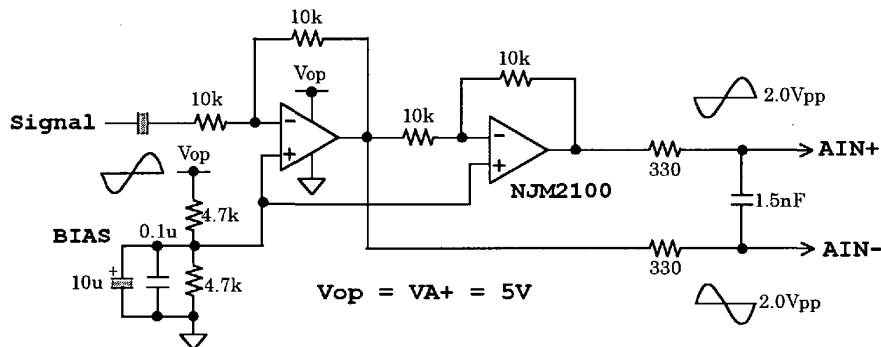 10k
10k
Vop
10k
10k
2.0Vpp
Signal
−
+
−
+
AIN+
Vop
NJM2100
330
1.5nF
4.7k
BIAS
0.1u
AIN−
+
10u
4.7k
330
Vop = VA+ = 5V
2.0Vpp